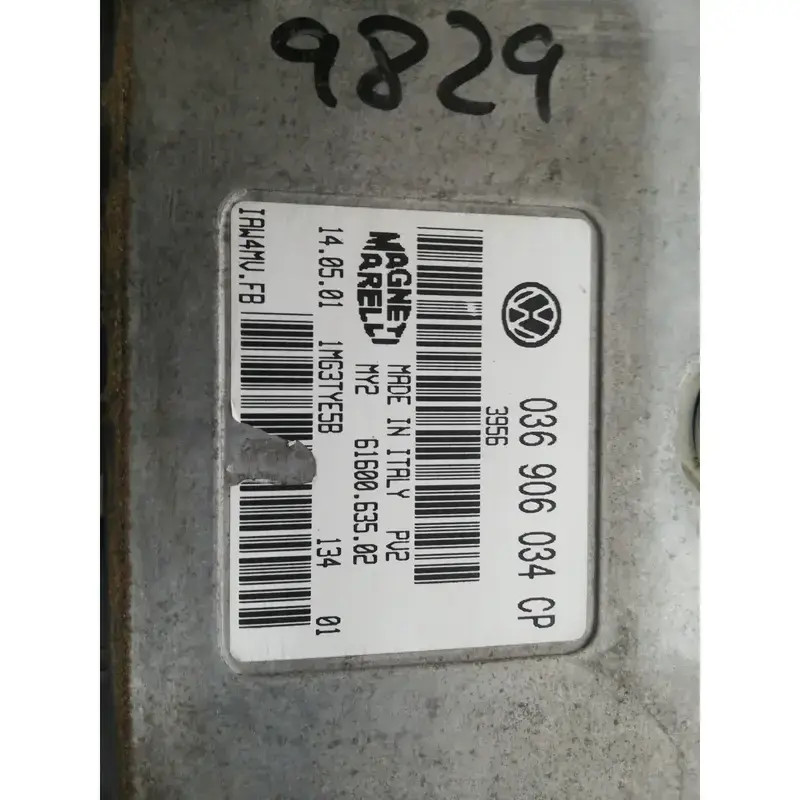 9829
036 906 034 CP
3956
MAGNETI
MARELLI
MADE IN ITALY PV2
MY2 61600.635.02
14.05.01 1MG3TYE5B 134 01
IAW4MV.FB